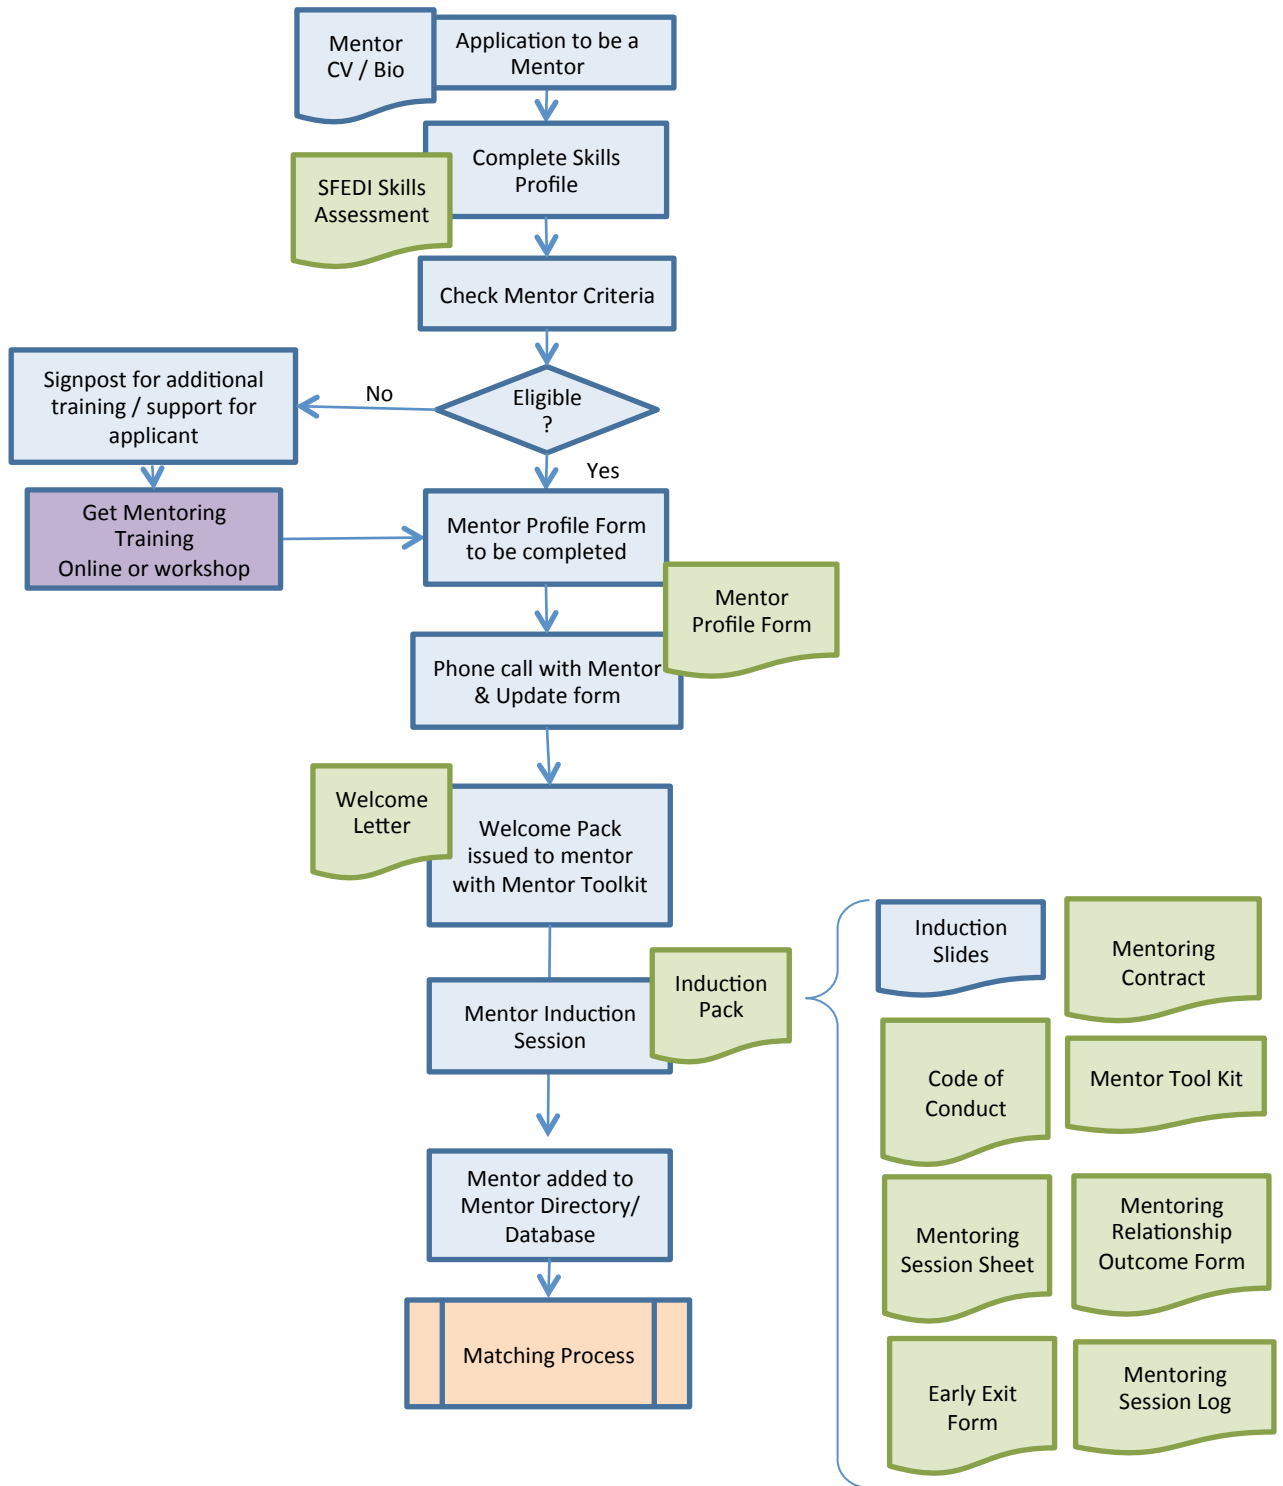 Mentor
CV / Bio
Application to be a
Mentor
Complete Skills
Profile
SFEDI Skills
Assessment
Check Mentor Criteria
Eligible
?
No
Yes
Signpost for additional
training / support for
applicant
Get Mentoring
Training
Online or workshop
Mentor Profile Form
to be completed
Mentor
Profile Form
Phone call with Mentor
& Update form
Welcome
Letter
Welcome Pack
issued to mentor
with Mentor Toolkit
Mentor Induction
Session
Induction
Pack
Induction
Slides
Mentoring
Contract
Code of
Conduct
Mentor Tool Kit
Mentoring
Session Sheet
Mentoring
Relationship
Outcome Form
Early Exit
Form
Mentoring
Session Log
Mentor added to
Mentor Directory/
Database
Matching Process